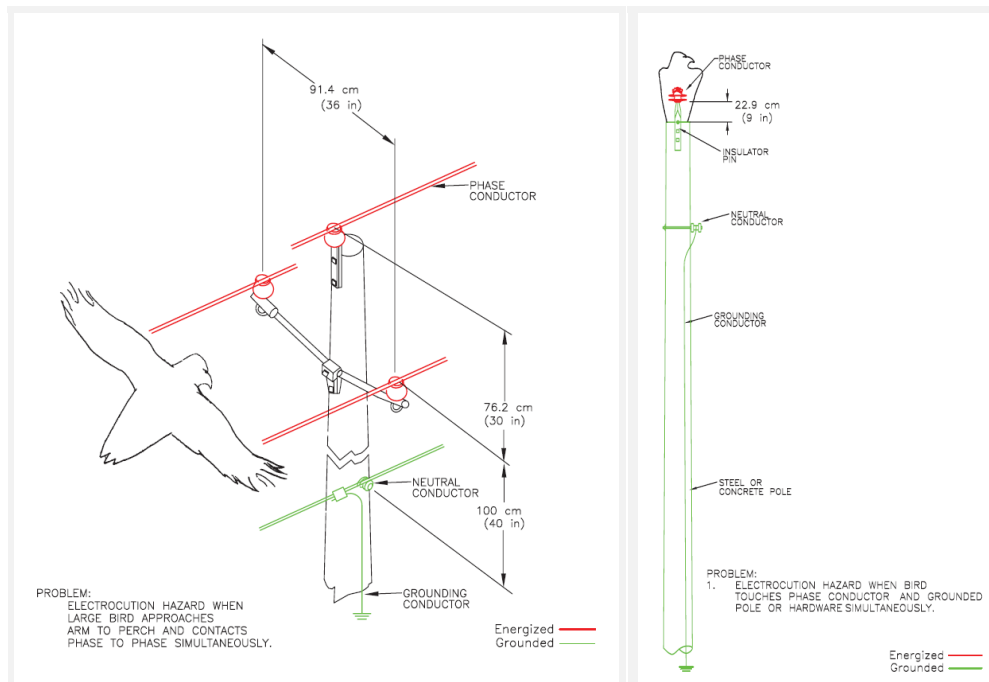 91.4 cm
(36 in)
PHASE
CONDUCTOR
76.2 cm
(30 in)
NEUTRAL
CONDUCTOR
100 cm
(40 in)
GROUNDING
CONDUCTOR
PROBLEM:
ELECTROCUTION HAZARD WHEN
LARGE BIRD APPROACHES
ARM TO PERCH AND CONTACTS
PHASE TO PHASE SIMULTANEOUSLY.
Energized
Grounded
PHASE
CONDUCTOR
22.9 cm
(9 in)
INSULATOR
PIN
NEUTRAL
CONDUCTOR
GROUNDING
CONDUCTOR
STEEL OR
CONCRETE POLE
PROBLEM:
1. ELECTROCUTION HAZARD WHEN BIRD
TOUCHES PHASE CONDUCTOR AND GROUNDED
POLE OR HARDWARE SIMULTANEOUSLY.
Energized
Grounded